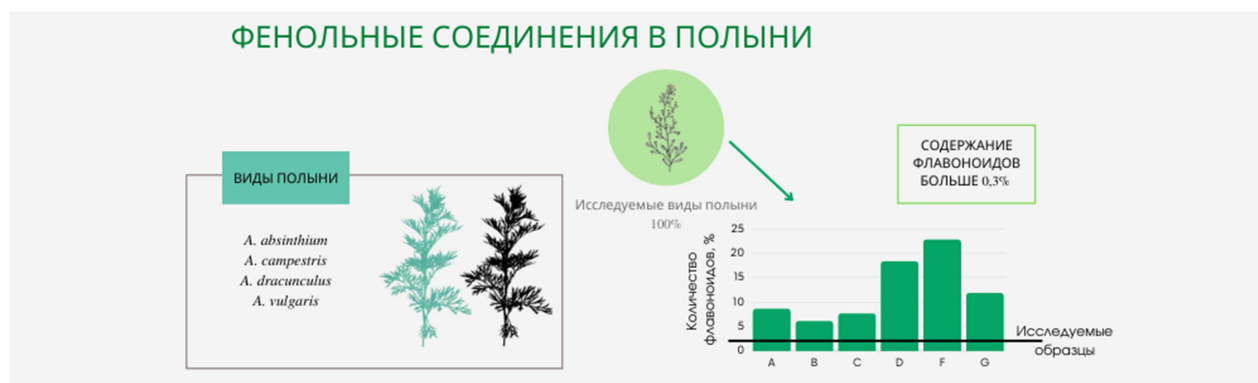 ФЕНОЛЬНЫЕ СОЕДИНЕНИЯ В ПОЛЫНИ
ВИДЫ ПОЛЫНИ
A. absinthium
A. campestris
A. dracunculus
A. vulgaris
Исследуемые виды полыни
100%
СОДЕРЖАНИЕ
ФЛАВОНОИДОВ
БОЛЬШЕ 0,3%
Количество
флавоноидов, %
25
20
15
10
5
0
A B C D F G
Исследуемые
образцы